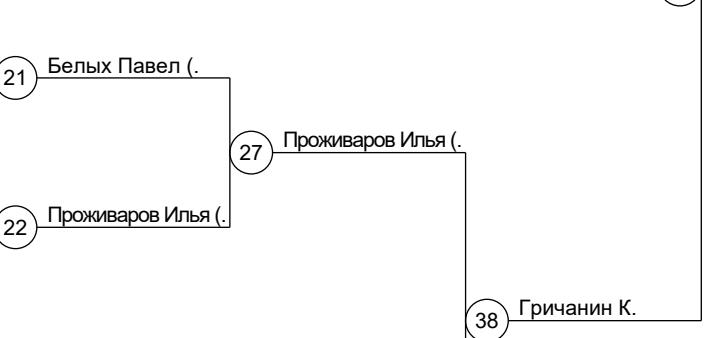 21 Белых Павел (.
27 Проживаров Илья (.
22 Проживаров Илья (.
38 Гричанин К.